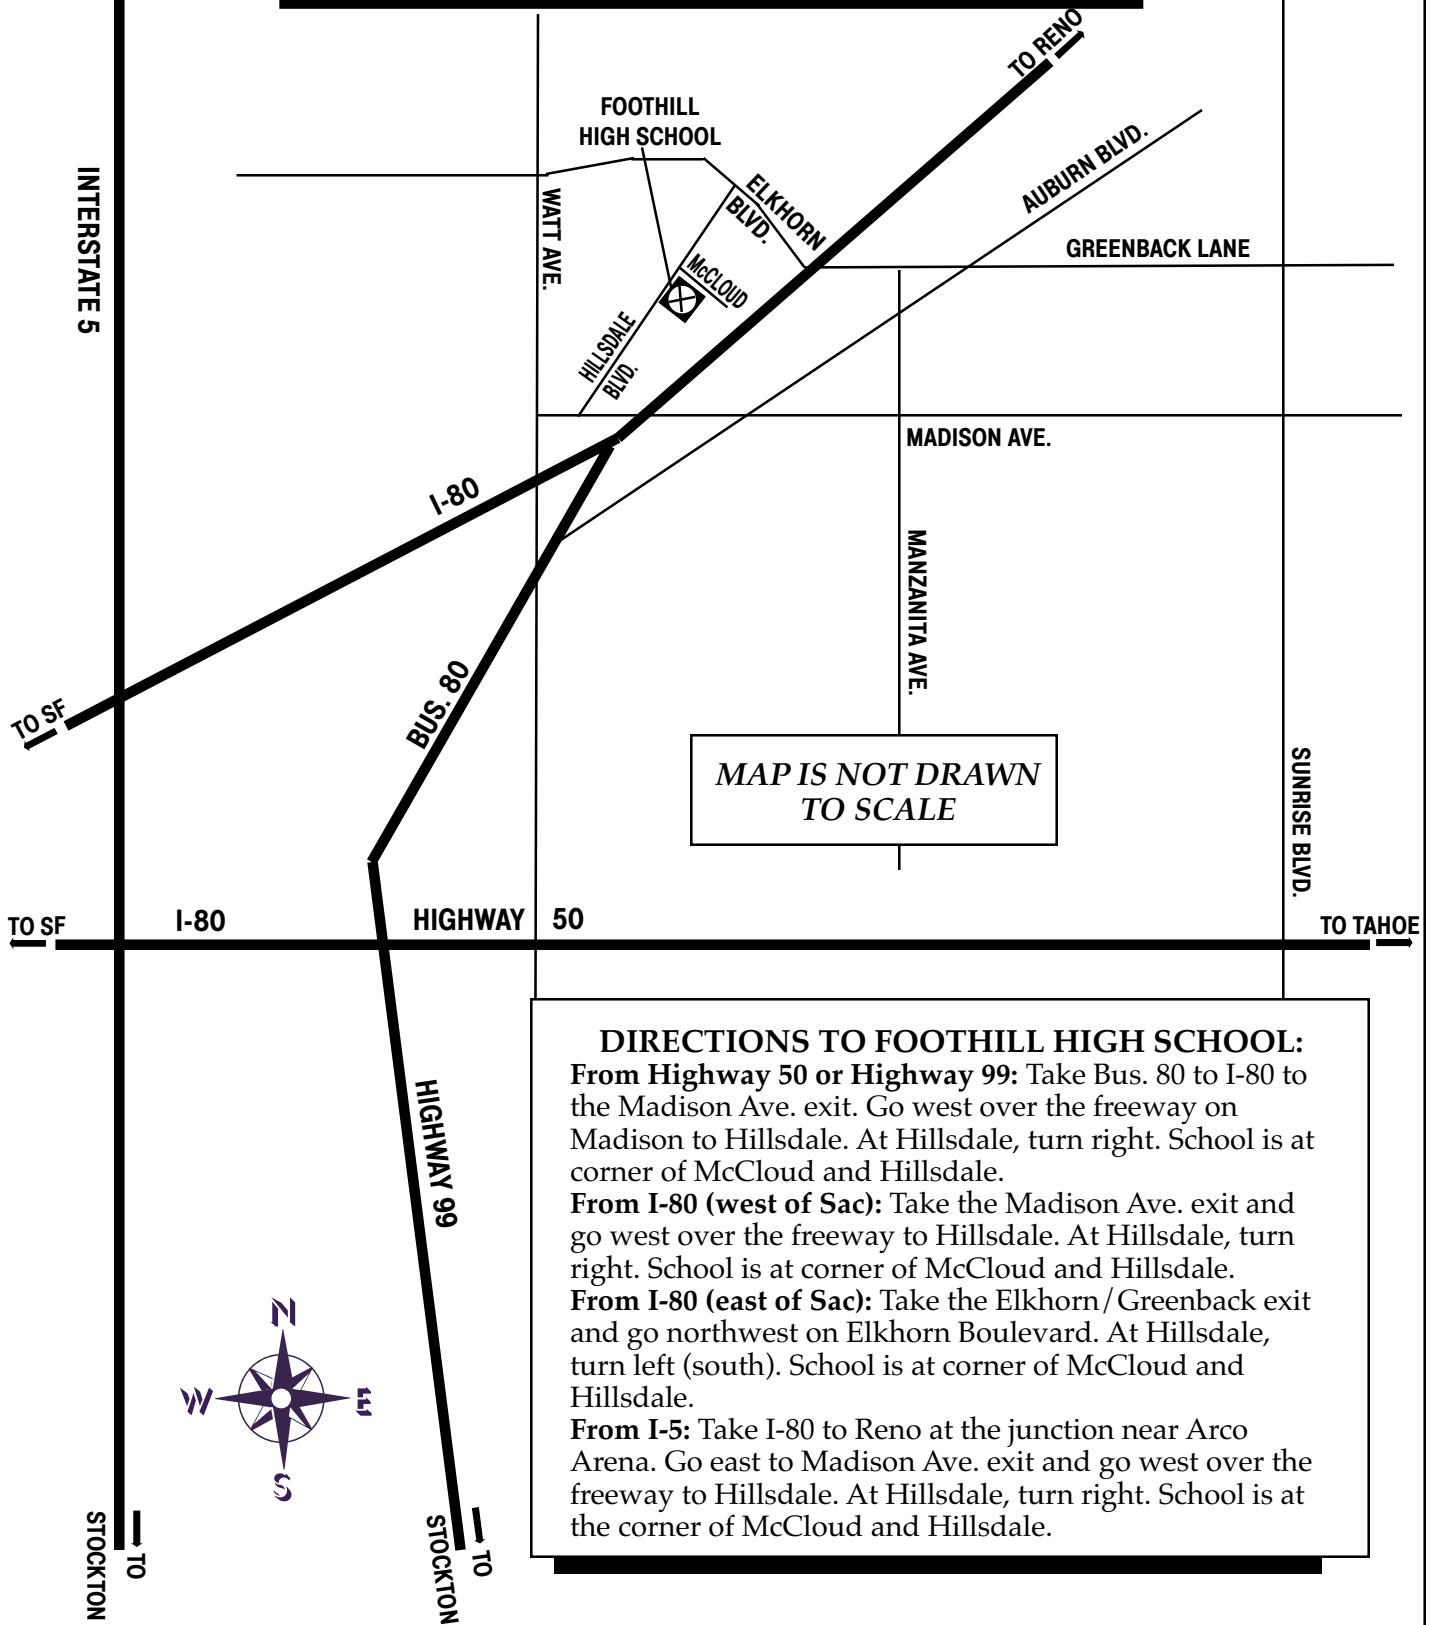 TO RENO
FOOTHILL
HIGH SCHOOL
AUBURN BLVD.
INTERSTATE 5
WATT AVE.
ELKHORN
BLVD.
GREENBACK LANE
McCLOUD
HILLSDALE
BLVD.
MADISON AVE.
I-80
MANZANITA AVE.
BUS. 80
TO SF
MAP IS NOT DRAWN
TO SCALE
SUNRISE BLVD.
TO SF
I-80
HIGHWAY 50
TO TAHOE
DIRECTIONS TO FOOTHILL HIGH SCHOOL:
From Highway 50 or Highway 99: Take Bus. 80 to I-80 to
the Madison Ave. exit. Go west over the freeway on
Madison to Hillsdale. At Hillsdale, turn right. School is at
corner of McCloud and Hillsdale.
From I-80 (west of Sac): Take the Madison Ave. exit and
go west over the freeway to Hillsdale. At Hillsdale, turn
right. School is at corner of McCloud and Hillsdale.
From I-80 (east of Sac): Take the Elkhorn/Greenback exit
and go northwest on Elkhorn Boulevard. At Hillsdale,
turn left (south). School is at corner of McCloud and
Hillsdale.
From I-5: Take I-80 to Reno at the junction near Arco
Arena. Go east to Madison Ave. exit and go west over the
freeway to Hillsdale. At Hillsdale, turn right. School is at
the corner of McCloud and Hillsdale.
HIGHWAY 99
N
W
E
S
TO
STOCKTON
TO
STOCKTON